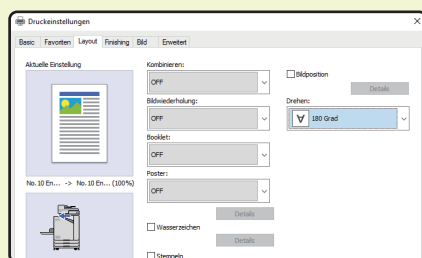 Druckeinstellungen
Basic Favoriten Layout Finishing Bild Erweitert
Aktuelle Einstellung
No. 10 En... -> No. 10 En... (100%)
Kombinieren:
OFF
Bildwiederholung:
OFF
Booklet:
OFF
Poster:
OFF
Details
Wasserzeichen
Details
Stempeln
Bildposition
Details
Drehen:
A 180 Grad